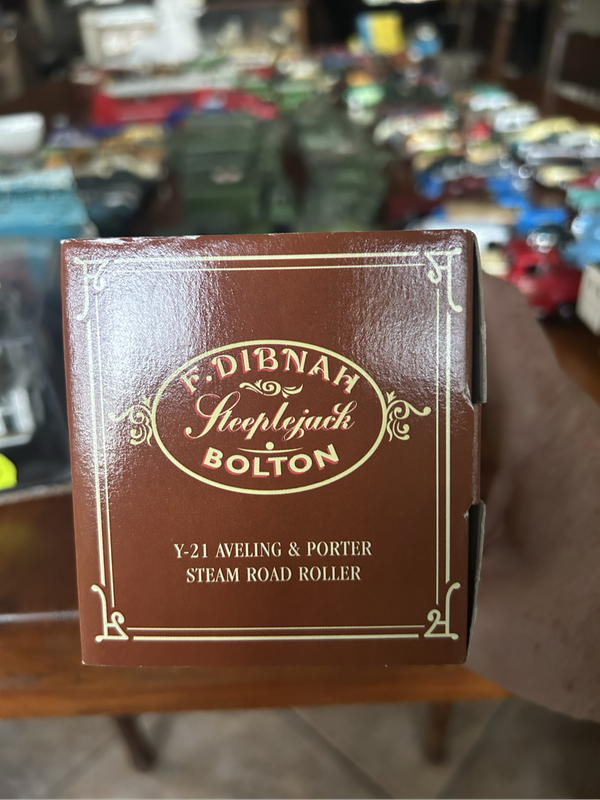 F. DIBNAH
Steeplejack
BOLTON
Y-21 AVELING & PORTER
STEAM ROAD ROLLER